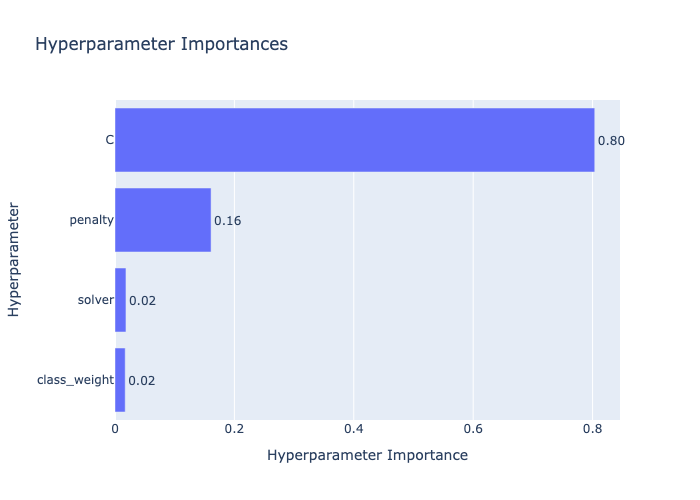 Hyperparameter Importances
Hyperparameter
C
0.80
penalty
0.16
solver
0.02
class_weight
0.02
0
0.2
0.4
0.6
0.8
Hyperparameter Importance